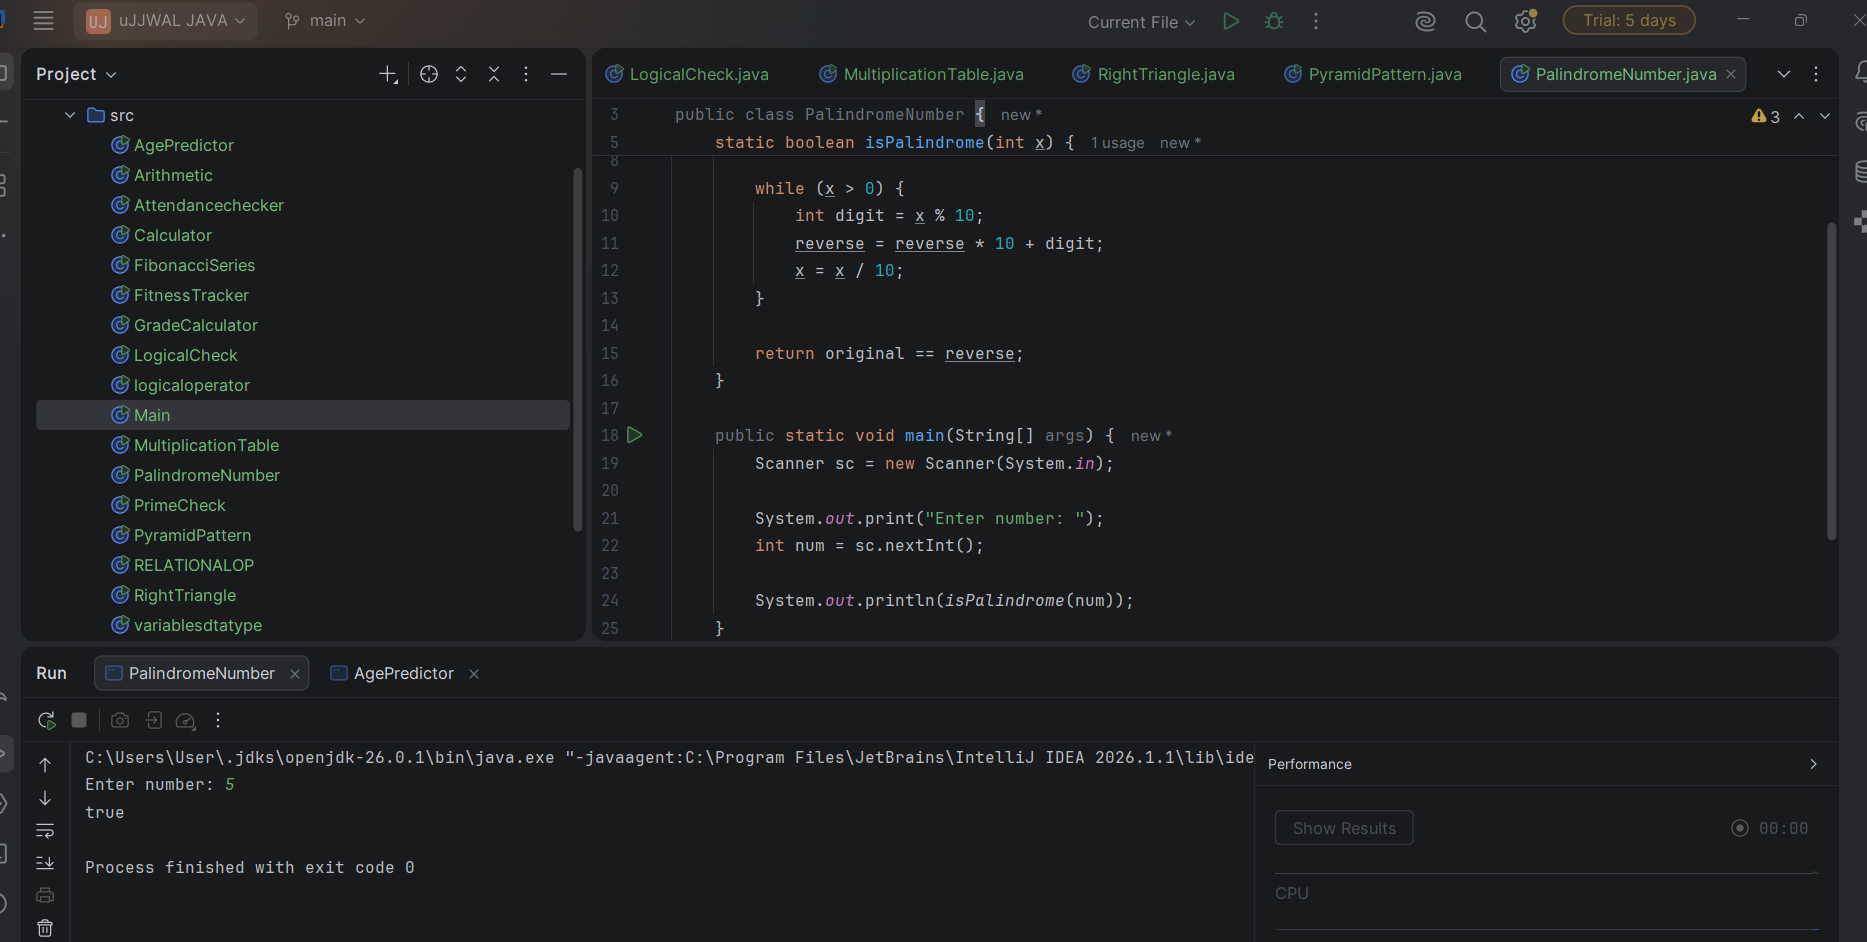 UJ uJJWAL JAVA main Current File Trial: 5 days
Project
LogicalCheck.java MultiplicationTable.java RightTriangle.java PyramidPattern.java PalindromeNumber.java
src
AgePredictor
Arithmetic
Attendancechecker
Calculator
FibonacciSeries
FitnessTracker
GradeCalculator
LogicalCheck
logicaloperator
Main
MultiplicationTable
PalindromeNumber
PrimeCheck
PyramidPattern
RELATIONALOP
RightTriangle
variablesdtatype
3 public class PalindromeNumber { new *
3
5 static boolean isPalindrome(int x) { 1 usage new *
8
9 while (x > 0) {
10 int digit = x % 10;
11 reverse = reverse * 10 + digit;
12 x = x / 10;
13 }
14
15 return original == reverse;
16 }
17
18 public static void main(String[] args) { new *
19 Scanner sc = new Scanner(System.in);
20
21 System.out.print("Enter number: ");
22 int num = sc.nextInt();
23
24 System.out.println(isPalindrome(num));
25 }
Run PalindromeNumber AgePredictor
C:\Users\User\.jdks\openjdk-26.0.1\bin\java.exe "-javaagent:C:\Program Files\JetBrains\IntelliJ IDEA 2026.1.1\lib\ide
Enter number: 5
true
Process finished with exit code 0
Performance
Show Results 00:00
CPU